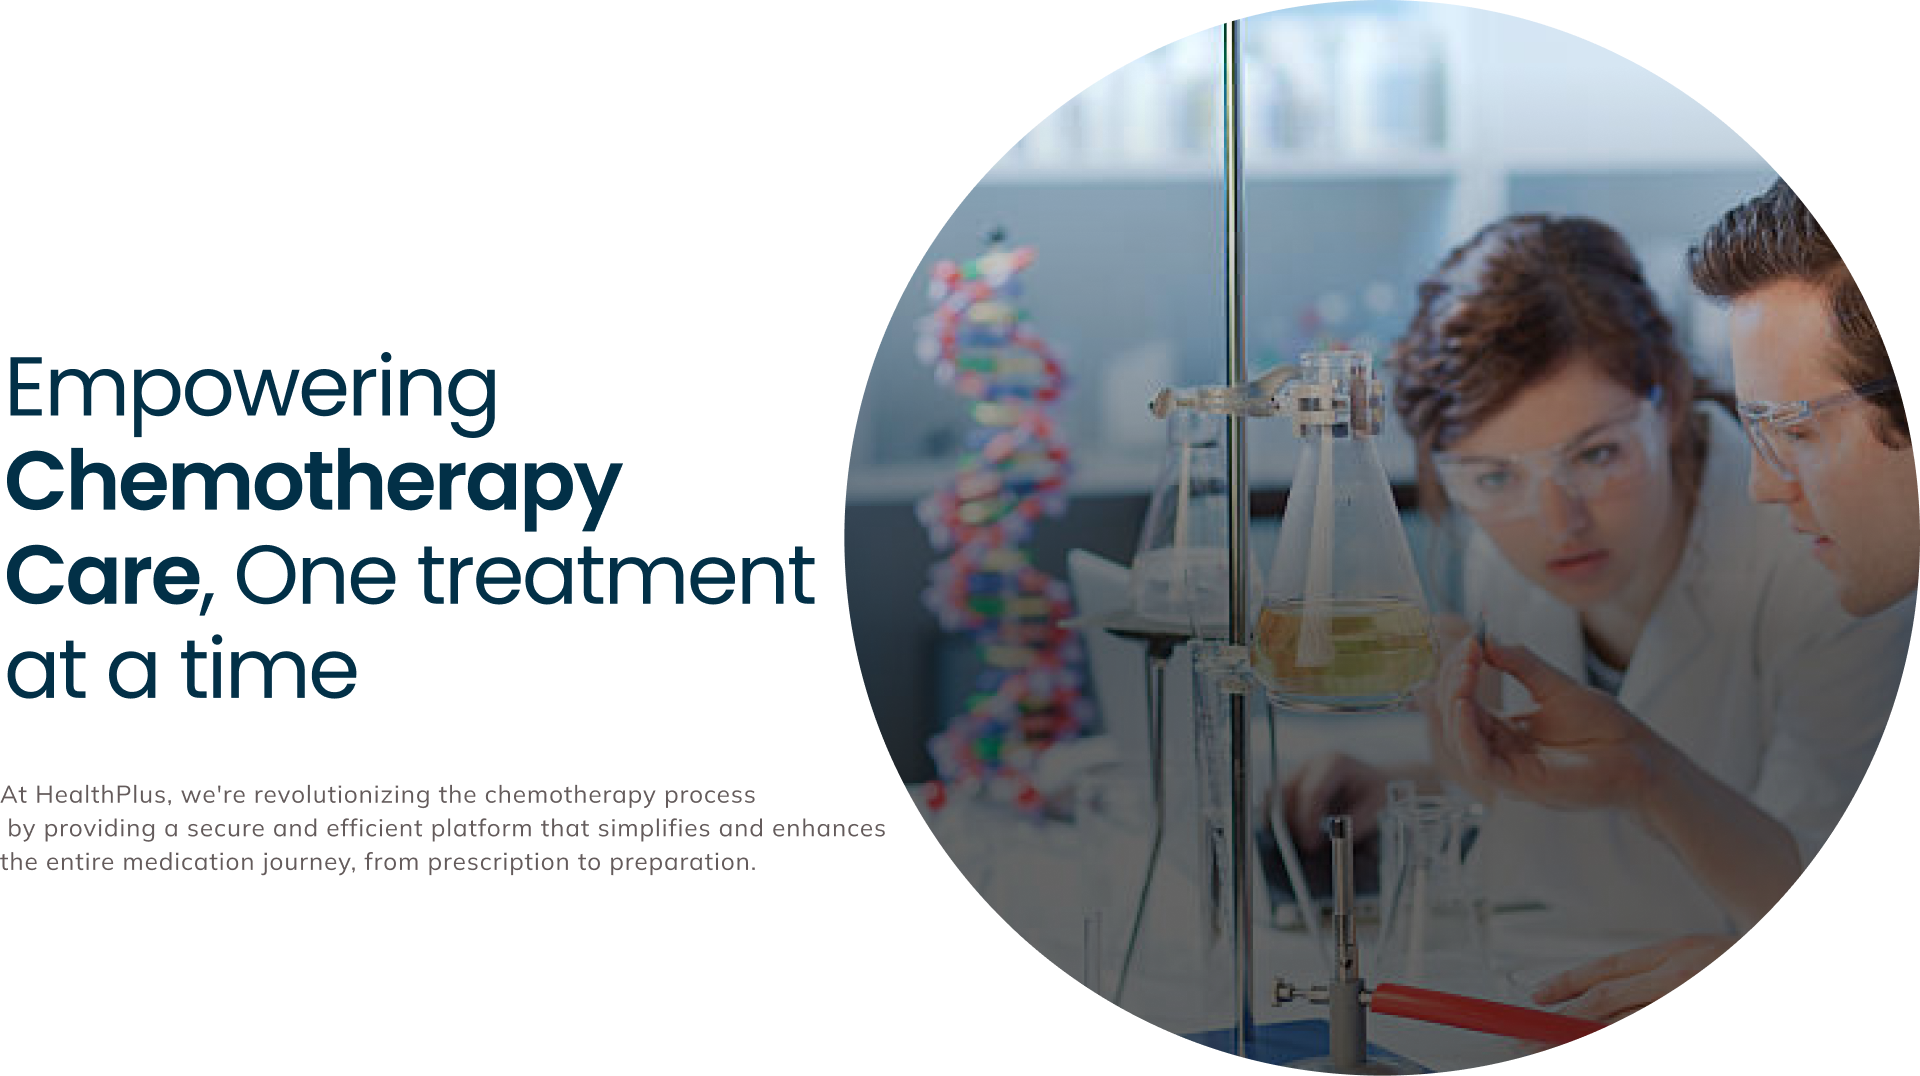 Empowering
Chemotherapy
Care, One treatment
at a time
At HealthPlus, we're revolutionizing the chemotherapy process
by providing a secure and efficient platform that simplifies and enhances
the entire medication journey, from prescription to preparation.